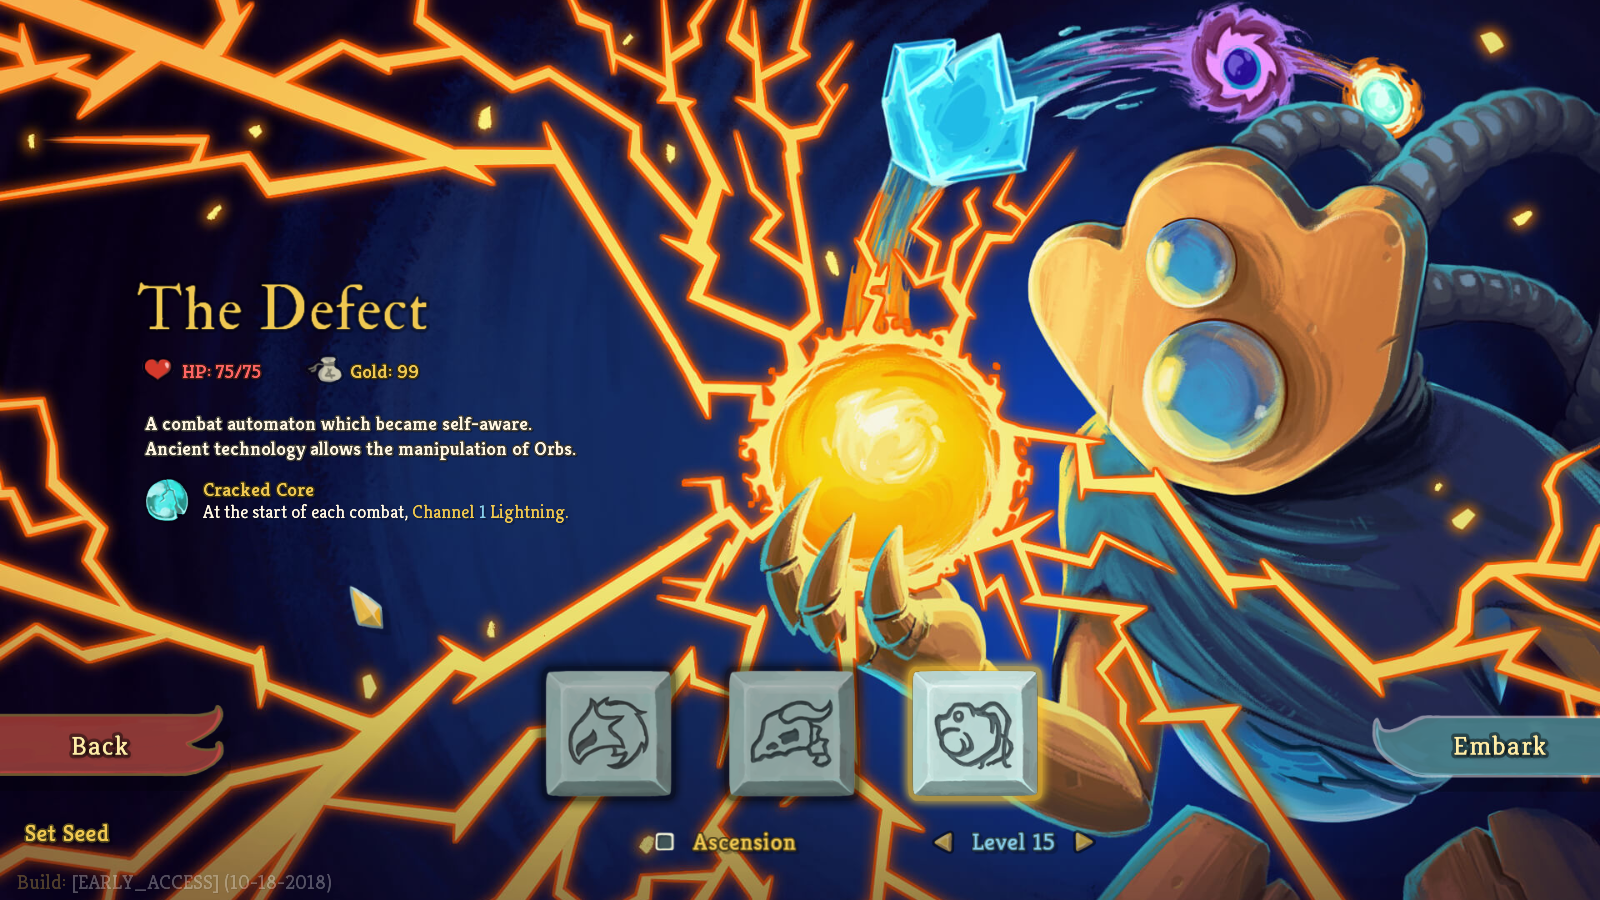 The Defect
HP: 75/75 Gold: 99
A combat automaton which became self-aware.
Ancient technology allows the manipulation of Orbs.
Cracked Core
At the start of each combat, Channel 1 Lightning.
Back
Embark
Set Seed
Ascension
Level 15
Build: [EARLY_ACCESS] (10-18-2018)